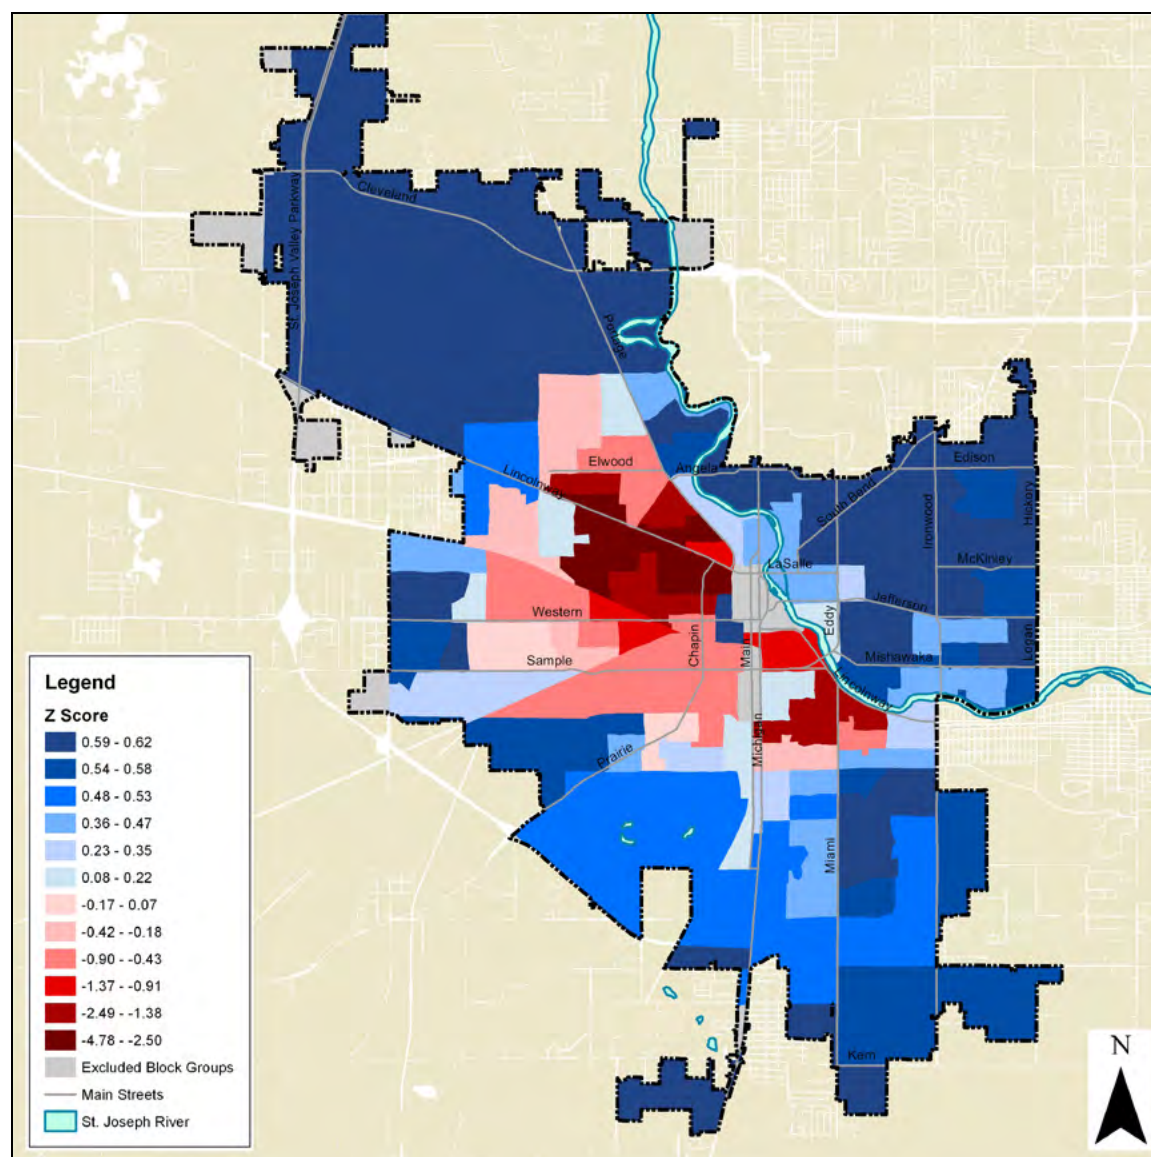 Cleveland
St. Joseph Valley Parkway
Portage
Elwood
Angela
Lincolnway
Edison
South Bend
Hickory
Ironwood
McKinley
LaSalle
Jefferson
Western
Eddy
Chapin
Main
Logan
Mishawaka
Sample
Lincolnway
Michigan
Prairie
Miami
Kern
Legend
Z Score
0.59 - 0.62
0.54 - 0.58
0.48 - 0.53
0.36 - 0.47
0.23 - 0.35
0.08 - 0.22
-0.17 - 0.07
-0.42 - -0.18
-0.90 - -0.43
-1.37 - -0.91
-2.49 - -1.38
-4.78 - -2.50
Excluded Block Groups
Main Streets
St. Joseph River
N